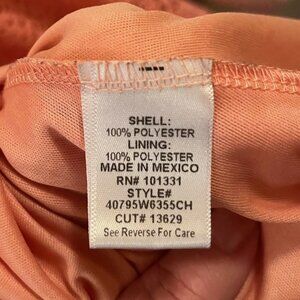 SHELL:
100% POLYESTER
LINING:
100% POLYESTER
MADE IN MEXICO
RN# 101331
STYLE#
40795W6355CH
CUT# 13629
See Reverse For Care